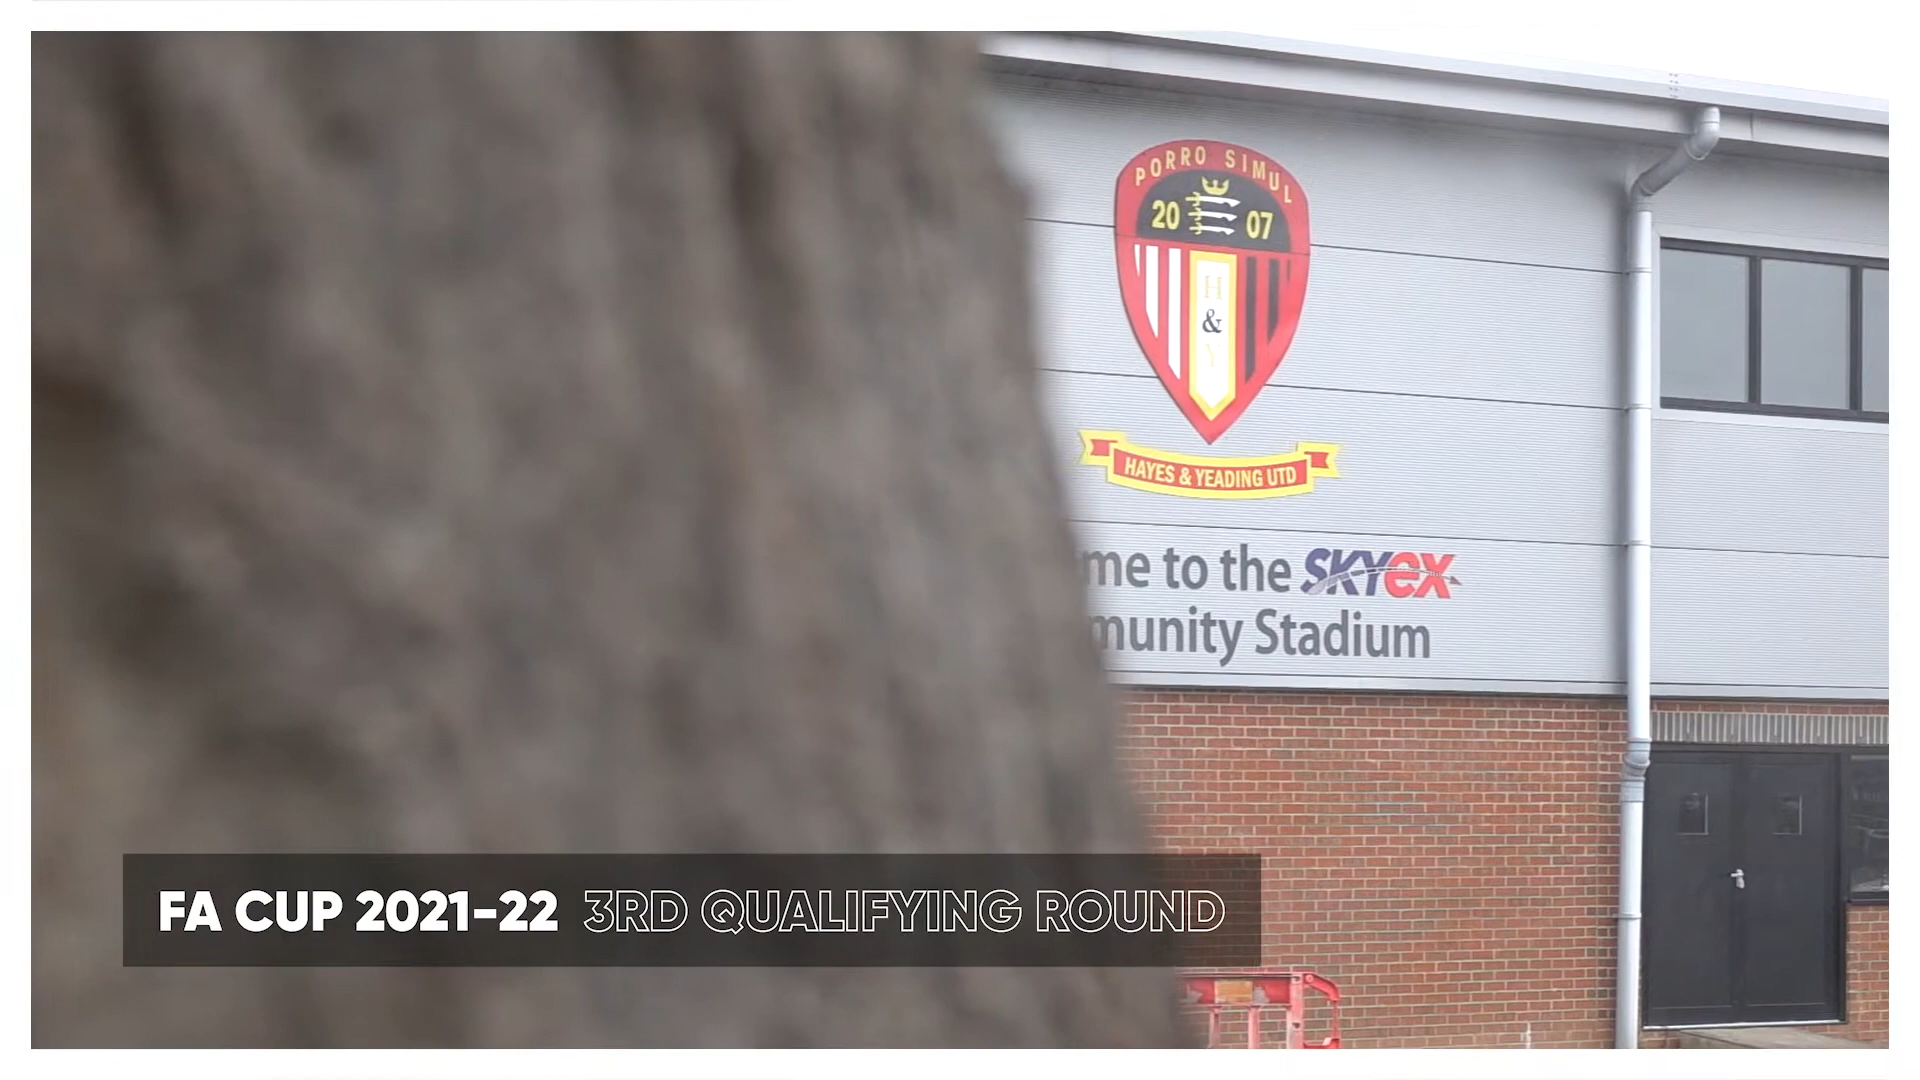 PORRO SIMUL
20 07
H
&
Y
HAYES & YEADING UTD
me to the SKYEX
munity Stadium
FA CUP 2021-22 3RD QUALIFYING ROUND